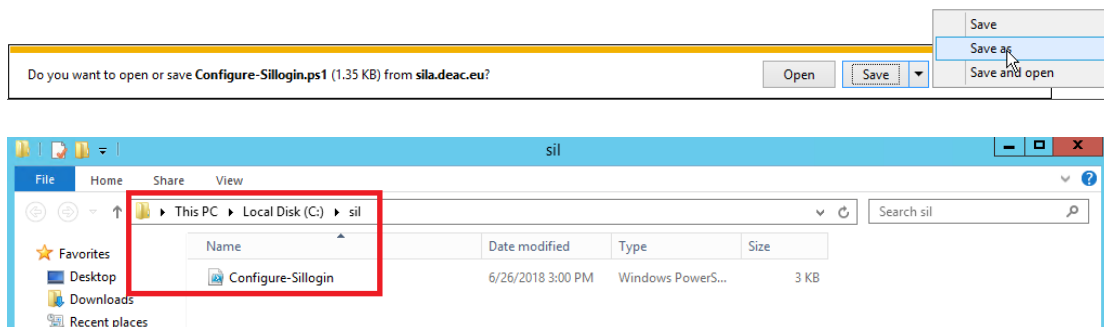 Save
Save as
Save and open
Do you want to open or save Configure-Sillogin.ps1 (1.35 KB) from sila.deac.eu?
Open
Save
sil
File Home Share View
This PC Local Disk (C:) sil
Search sil
Name Date modified Type Size
Favorites
Desktop
Configure-Sillogin 6/26/2018 3:00 PM Windows PowerS... 3 KB
Downloads
Recent places